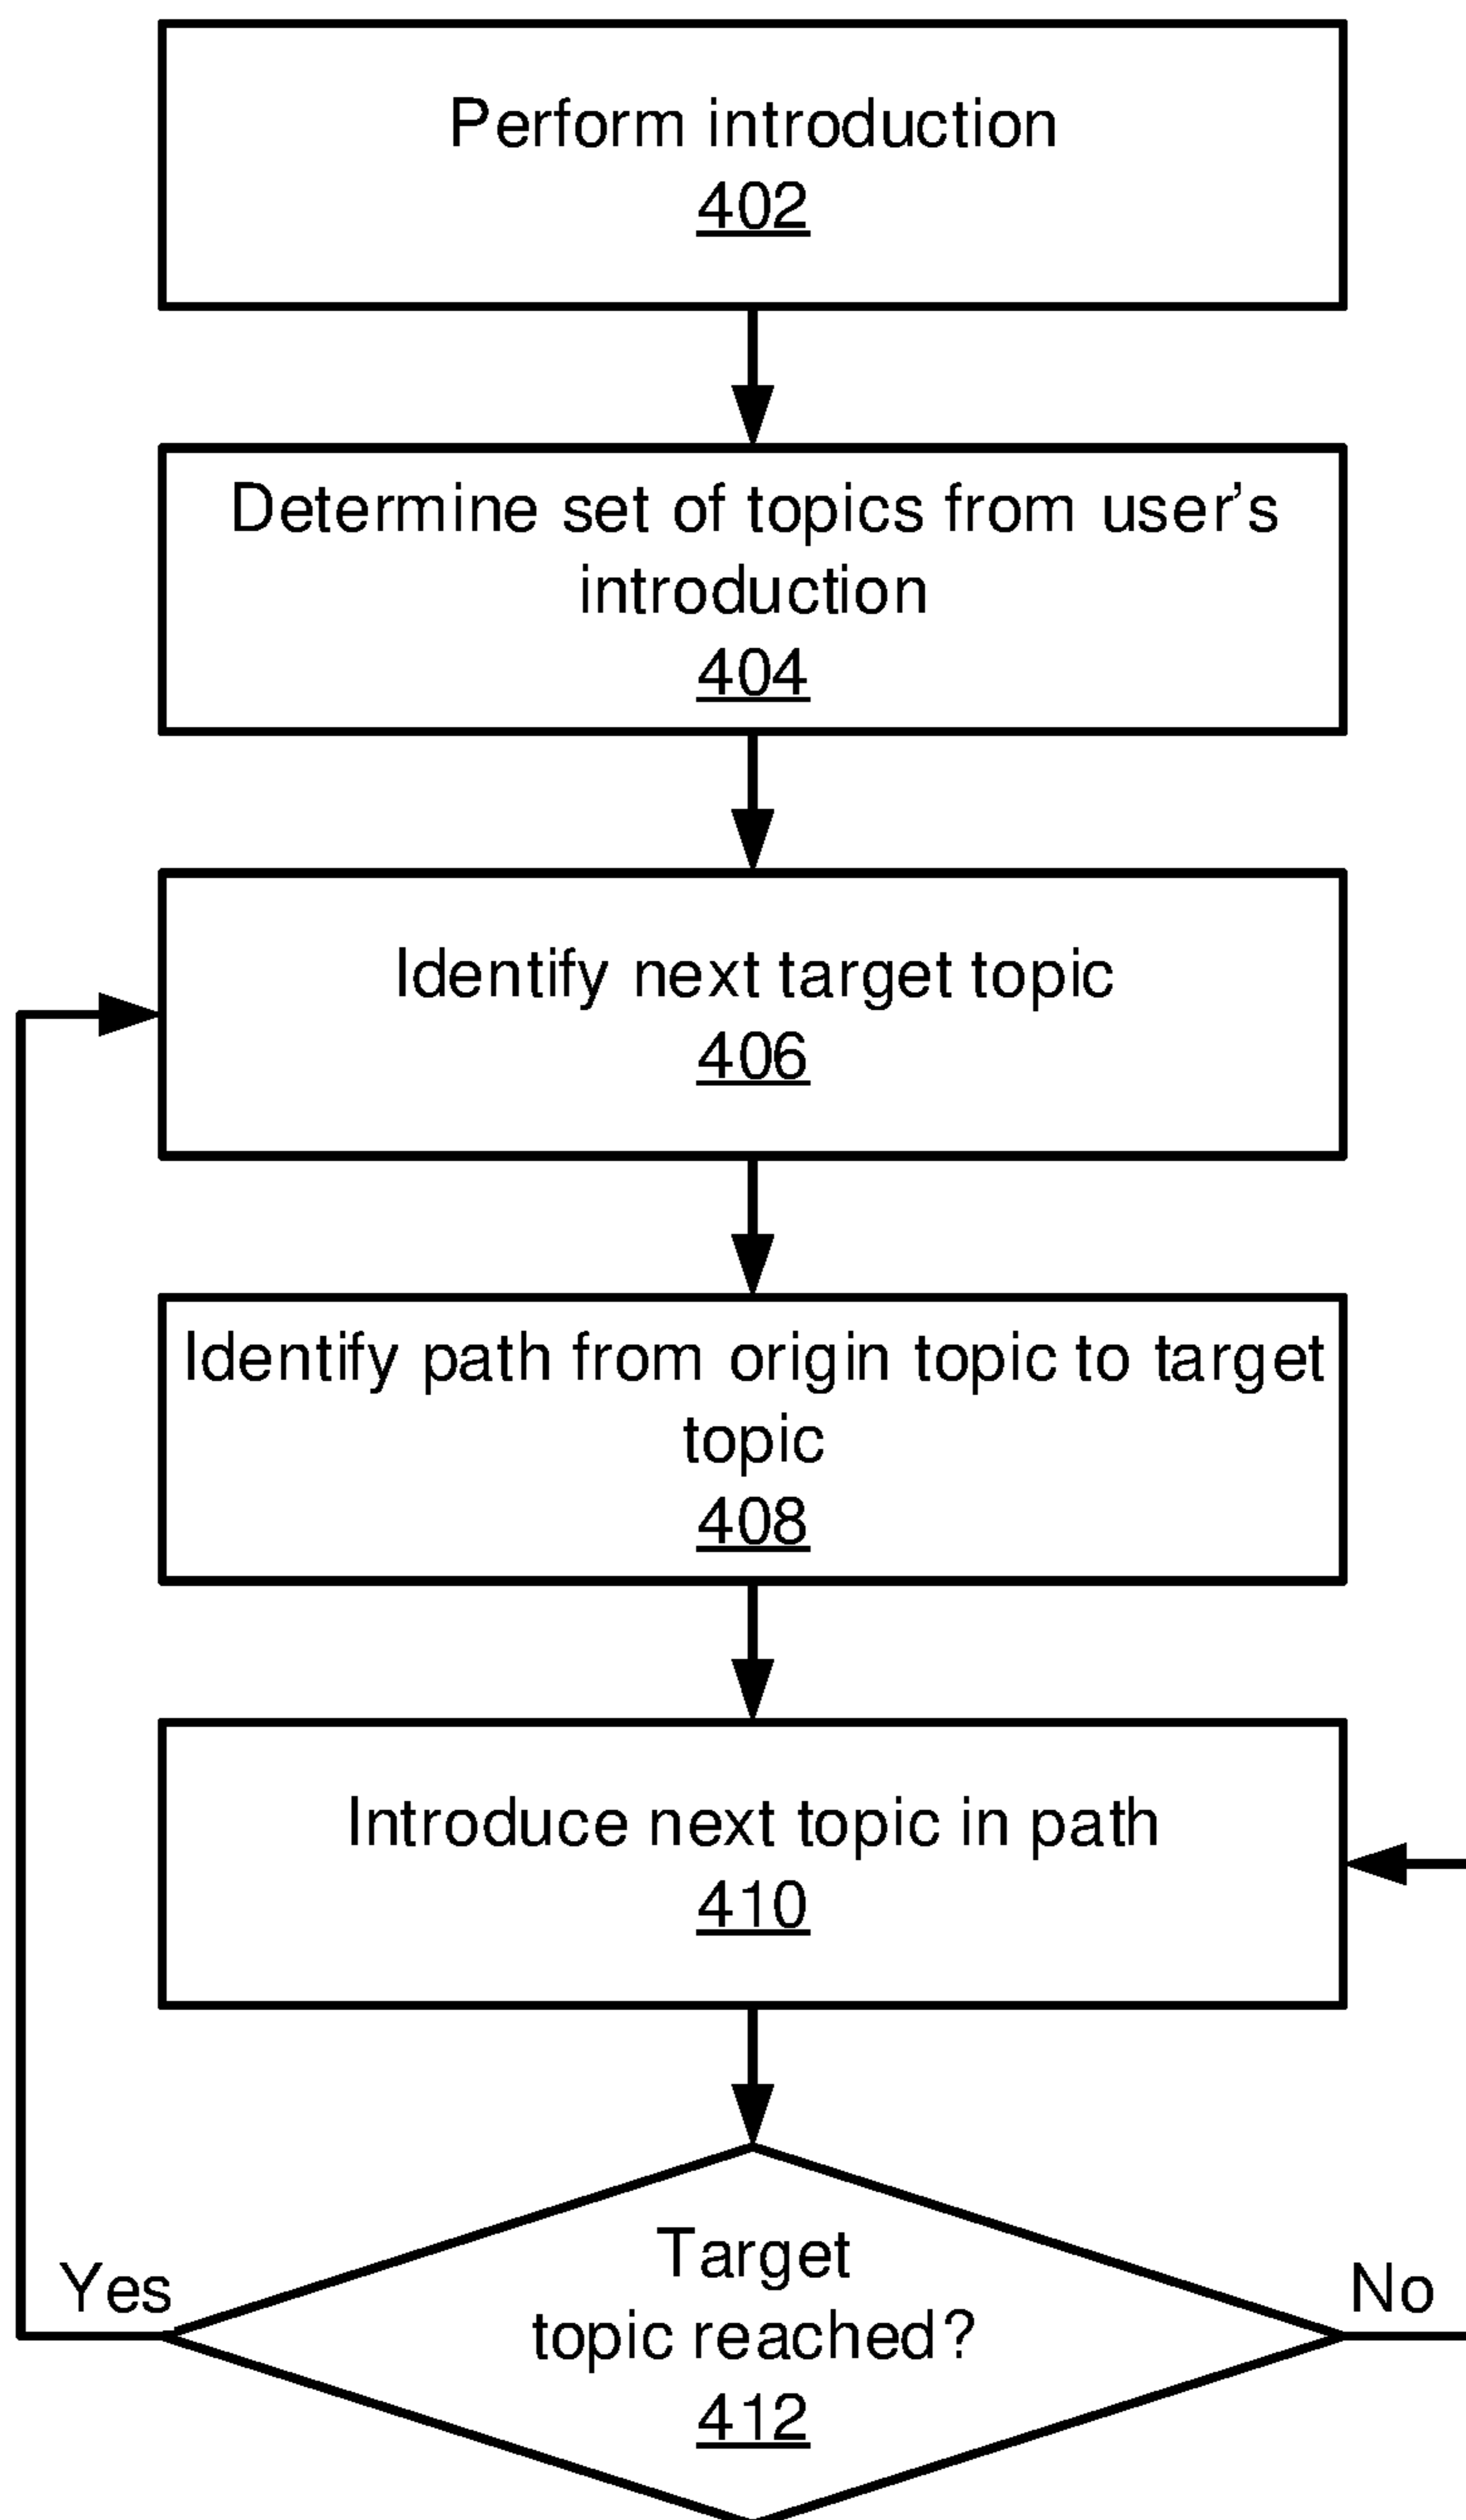 Perform introduction
402
Determine set of topics from user’s
introduction
404
Identify next target topic
406
Identify path from origin topic to target
topic
408
Introduce next topic in path
410
Target
topic reached?
412
Yes
No